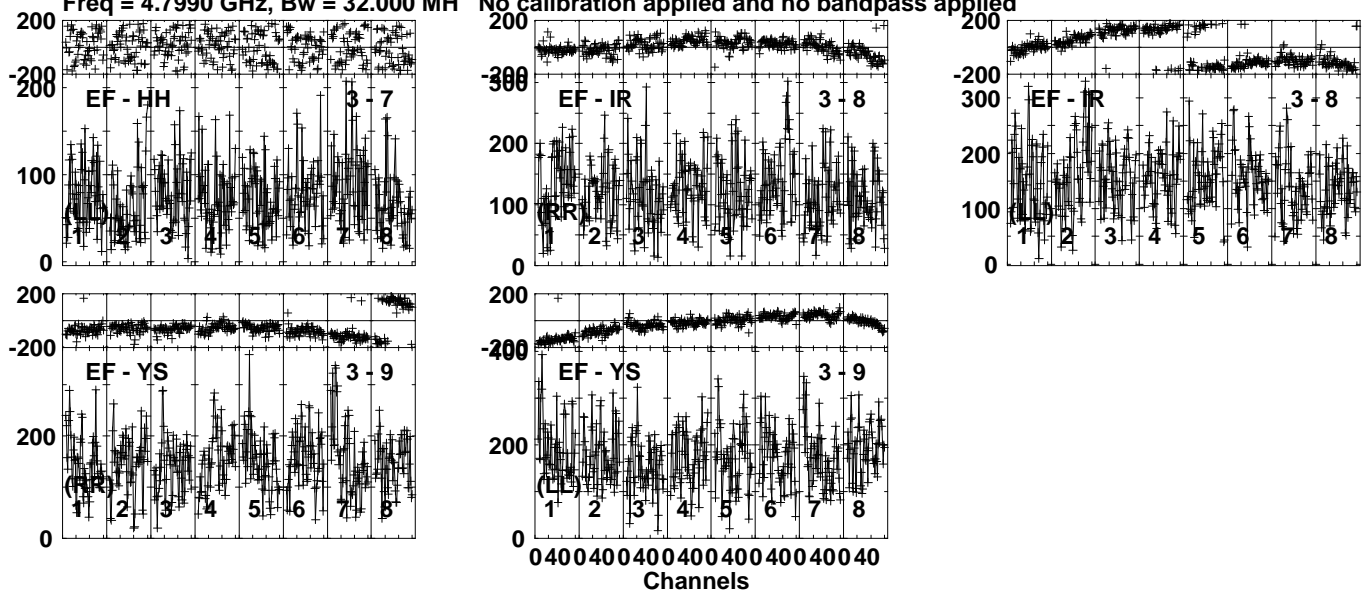 Freq = 4.7990 GHz, Bw = 32.000 MH No calibration applied and no bandpass applied
200 200 200
-200 -200 -200
200 EF - HH 3 - 7 EF - IR 3 - 8 300 EF - IR 3 - 8
200 200
100 100 100
(LL) (RR) (LL)
1 2 3 4 5 6 7 8 1 2 3 4 5 6 7 8 1 2 3 4 5 6 7 8
0 0 0
200 200
-200 400
EF - YS 3 - 9 EF - YS 3 - 9
200 200
(RR) (LL)
1 2 3 4 5 6 7 8 1 2 3 4 5 6 7 8
0 0
0 40 0 40 0 40 0 40 0 40 0 40 0 40 0 40
Channels